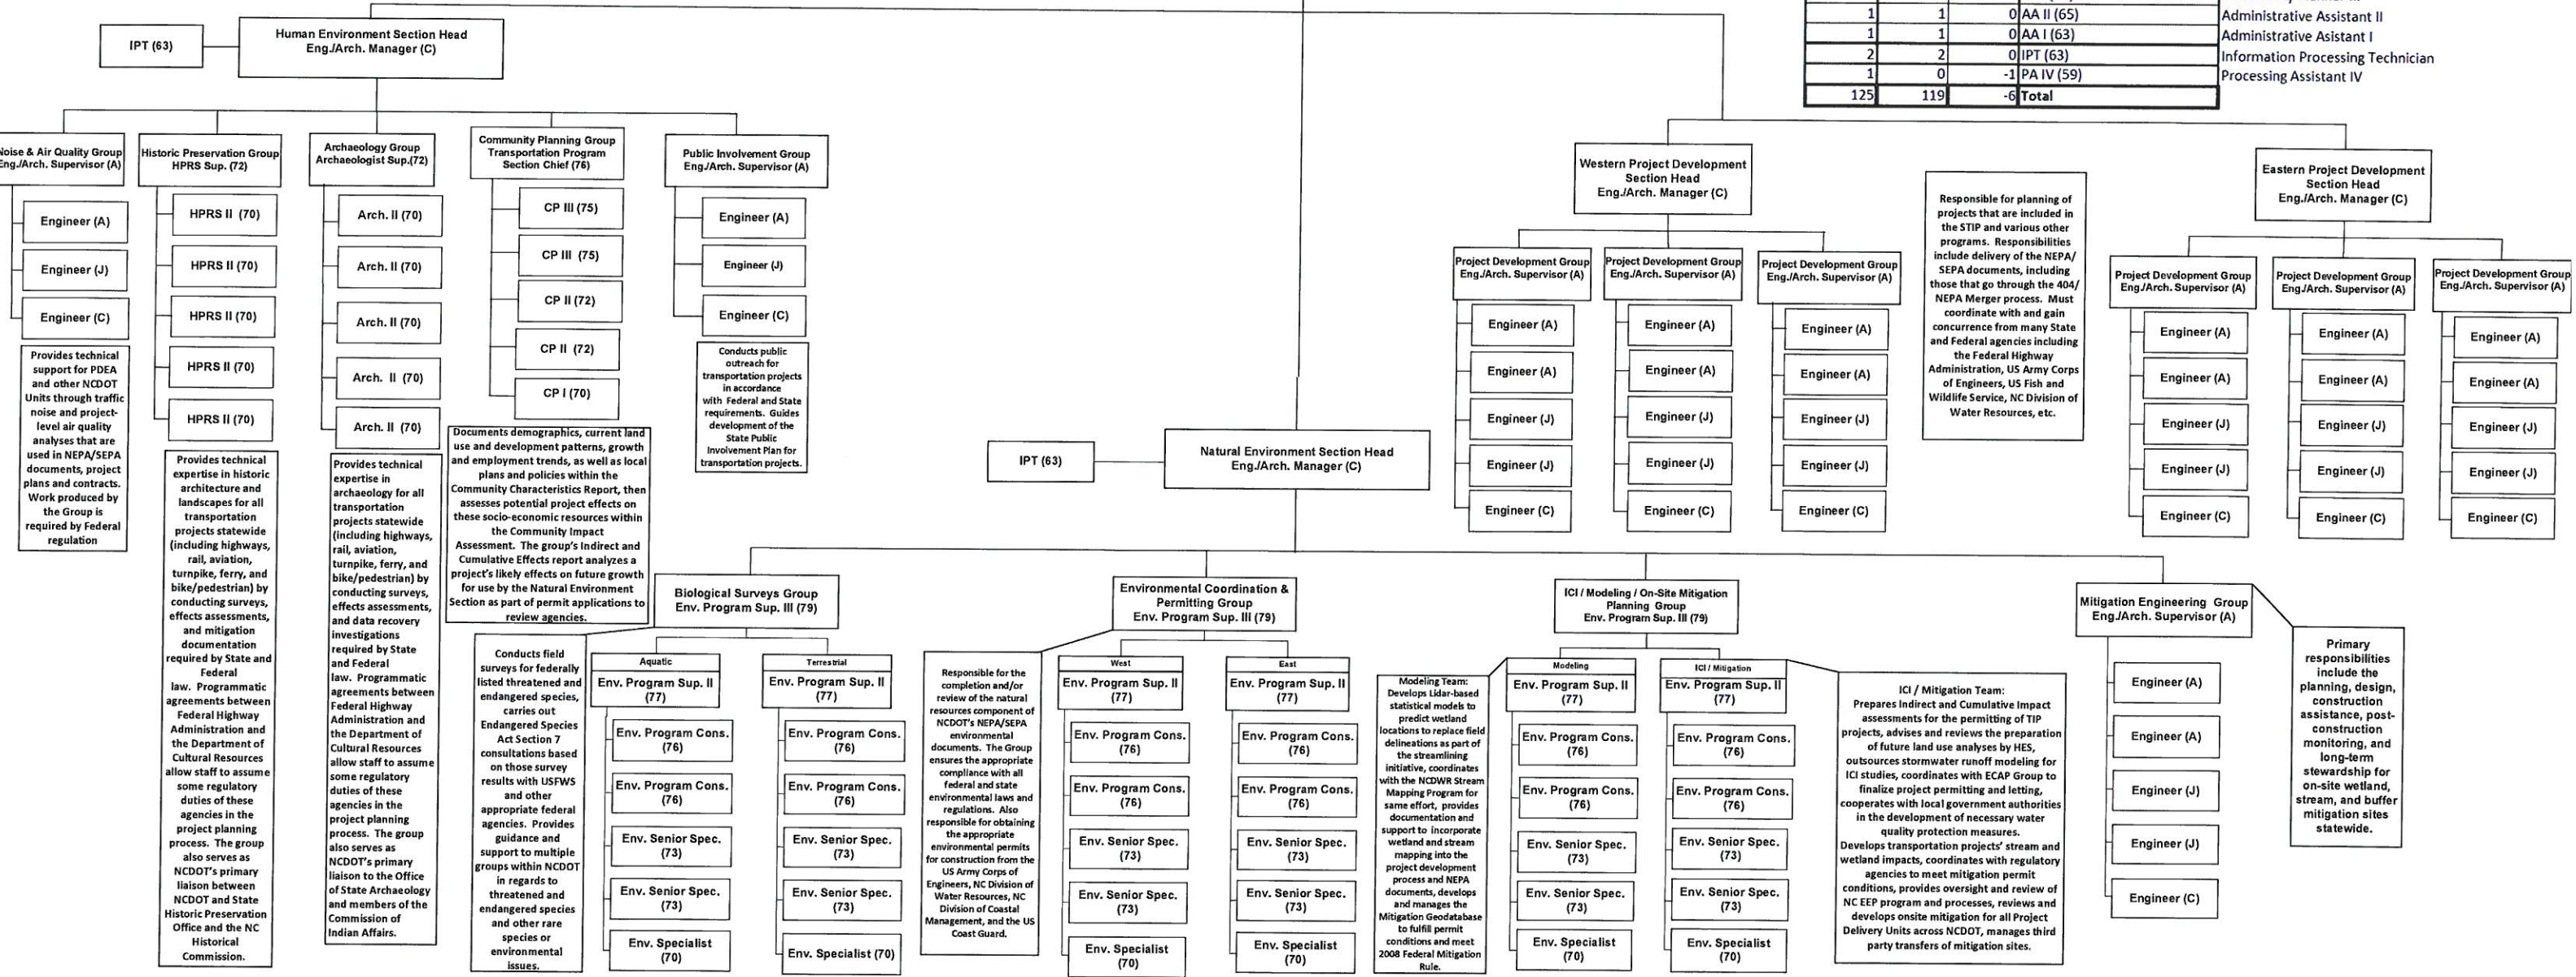 1 1 0 AA II (65) Administrative Assistant II
1 1 0 AA I (63) Administrative Asistant I
2 2 0 IPT (63) Information Processing Technician
1 0 -1 PA IV (59) Processing Assistant IV
125 119 -6 Total
IPT (63)
Human Environment Section Head
Eng./Arch. Manager (C)
Noise & Air Quality Group
Eng./Arch. Supervisor (A)
Engineer (A)
Engineer (J)
Engineer (C)
Provides technical
support for PDEA
and other NCDOT
Units through traffic
noise and project-
level air quality
analyses that are
used in NEPA/SEPA
documents, project
plans and contracts.
Work produced by
the Group is
required by Federal
regulation
Historic Preservation Group
HPRS Sup. (72)
HPRS II (70)
HPRS II (70)
HPRS II (70)
HPRS II (70)
HPRS II (70)
Provides technical
expertise in historic
architecture and
landscapes for all
transportation
projects statewide
(including highways,
rail, aviation,
turnpike, ferry, and
bike/pedestrian) by
conducting surveys,
effects assessments,
and mitigation
documentation
required by State and
Federal
law. Programmatic
agreements between
Federal Highway
Administration and
the Department of
Cultural Resources
allow staff to assume
some regulatory
duties of these
agencies in the
project planning
process. The group
also serves as
NCDOT's primary
liaison between
NCDOT and State
Historic Preservation
Office and the NC
Historical
Commission.
Archaeology Group
Archaeologist Sup.(72)
Arch. II (70)
Arch. II (70)
Arch. II (70)
Arch. II (70)
Arch. II (70)
Provides technical
expertise in
archaeology for all
transportation
projects statewide
(including highways,
rail, aviation,
turnpike, ferry, and
bike/pedestrian) by
conducting surveys,
effects assessments,
and data recovery
investigations
required by State
and Federal
law. Programmatic
agreements between
Federal Highway
Administration and
the Department of
Cultural Resources
allow staff to assume
some regulatory
duties of these
agencies in the
project planning
process. The group
also serves as
NCDOT's primary
liaison to the Office
of State Archaeology
and members of the
Commission of
Indian Affairs.
Community Planning Group
Transportation Program
Section Chief (76)
CP III (75)
CP III (75)
CP II (72)
CP II (72)
CP I (70)
Documents demographics, current land
use and development patterns, growth
and employment trends, as well as local
plans and policies within the
Community Characteristics Report, then
assesses potential project effects on
these socio-economic resources within
the Community Impact
Assessment. The group's Indirect and
Cumulative Effects report analyzes a
project's likely effects on future growth
for use by the Natural Environment
Section as part of permit applications to
review agencies.
Public Involvement Group
Eng./Arch. Supervisor (A)
Engineer (A)
Engineer (J)
Engineer (C)
Conducts public
outreach for
transportation projects
in accordance
with Federal and State
requirements. Guides
development of the
State Public
Involvement Plan for
transportation projects.
Western Project Development
Section Head
Eng./Arch. Manager (C)
Project Development Group
Eng./Arch. Supervisor (A)
Engineer (A)
Engineer (A)
Engineer (J)
Engineer (J)
Engineer (C)
Project Development Group
Eng./Arch. Supervisor (A)
Engineer (A)
Engineer (A)
Engineer (J)
Engineer (J)
Engineer (C)
Project Development Group
Eng./Arch. Supervisor (A)
Engineer (A)
Engineer (A)
Engineer (J)
Engineer (J)
Engineer (C)
Responsible for planning of
projects that are included in
the STIP and various other
programs. Responsibilities
include delivery of the NEPA/
SEPA documents, including
those that go through the 404/
NEPA Merger process. Must
coordinate with and gain
concurrence from many State
and Federal agencies including
the Federal Highway
Administration, US Army Corps
of Engineers, US Fish and
Wildlife Service, NC Division of
Water Resources, etc.
Eastern Project Development
Section Head
Eng./Arch. Manager (C)
Project Development Group
Eng./Arch. Supervisor (A)
Engineer (A)
Engineer (A)
Engineer (J)
Engineer (J)
Engineer (C)
Project Development Group
Eng./Arch. Supervisor (A)
Engineer (A)
Engineer (A)
Engineer (J)
Engineer (J)
Engineer (C)
Project Development Group
Eng./Arch. Supervisor (A)
Engineer (A)
Engineer (A)
Engineer (J)
Engineer (J)
Engineer (C)
IPT (63)
Natural Environment Section Head
Eng./Arch. Manager (C)
Biological Surveys Group
Env. Program Sup. III (79)
Conducts field
surveys for federally
listed threatened and
endangered species,
carries out
Endangered Species
Act Section 7
consultations based
on those survey
results with USFWS
and other
appropriate federal
agencies. Provides
guidance and
support to multiple
groups within NCDOT
in regards to
threatened and
endangered species
and other rare
species or
environmental
issues.
Aquatic
Env. Program Sup. II
(77)
Env. Program Cons.
(76)
Env. Program Cons.
(76)
Env. Senior Spec.
(73)
Env. Senior Spec.
(73)
Env. Specialist
(70)
Terrestrial
Env. Program Sup. II
(77)
Env. Program Cons.
(76)
Env. Program Cons.
(76)
Env. Senior Spec.
(73)
Env. Senior Spec.
(73)
Env. Specialist (70)
Environmental Coordination &
Permitting Group
Env. Program Sup. III (79)
Responsible for the
completion and/or
review of the natural
resources component of
NCDOT's NEPA/SEPA
environmental
documents. The Group
ensures the appropriate
compliance with all
federal and state
environmental laws and
regulations. Also
responsible for obtaining
the appropriate
environmental permits
for construction from the
US Army Corps of
Engineers, NC Division of
Water Resources, NC
Division of Coastal
Management, and the US
Coast Guard.
West
Env. Program Sup. II
(77)
Env. Program Cons.
(76)
Env. Program Cons.
(76)
Env. Senior Spec.
(73)
Env. Senior Spec.
(73)
Env. Specialist
(70)
East
Env. Program Sup. II
(77)
Env. Program Cons.
(76)
Env. Program Cons.
(76)
Env. Senior Spec.
(73)
Env. Senior Spec.
(73)
Env. Specialist
(70)
ICI / Modeling / On-Site Mitigation
Planning Group
Env. Program Sup. III (79)
Modeling Team:
Develops Lidar-based
statistical models to
predict wetland
locations to replace field
delineations as part of
the streamlining
initiative, coordinates
with the NCDWR Stream
Mapping Program for
same effort, provides
documentation and
support to incorporate
wetland and stream
mapping into the
project development
process and NEPA
documents, develops
and manages the
Mitigation Geodatabase
to fulfill permit
conditions and meet
2008 Federal Mitigation
Rule.
Modeling
Env. Program Sup. II
(77)
Env. Program Cons.
(76)
Env. Program Cons.
(76)
Env. Senior Spec.
(73)
Env. Senior Spec.
(73)
Env. Specialist
(70)
ICI / Mitigation
Env. Program Sup. II
(77)
Env. Program Cons.
(76)
Env. Program Cons.
(76)
Env. Senior Spec.
(73)
Env. Senior Spec.
(73)
Env. Specialist
(70)
ICI / Mitigation Team:
Prepares Indirect and Cumulative Impact
assessments for the permitting of TIP
projects, advises and reviews the preparation
of future land use analyses by HES,
outsources stormwater runoff modeling for
ICI studies, coordinates with ECAP Group to
finalize project permitting and letting,
cooperates with local government authorities
in the development of necessary water
quality protection measures.
Develops transportation projects' stream and
wetland impacts, coordinates with regulatory
agencies to meet mitigation permit
conditions, provides oversight and review of
NC EEP program and processes, reviews and
develops onsite mitigation for all Project
Delivery Units across NCDOT, manages third
party transfers of mitigation sites.
Mitigation Engineering Group
Eng./Arch. Supervisor (A)
Engineer (A)
Engineer (A)
Engineer (J)
Engineer (J)
Engineer (C)
Primary
responsibilities
include the
planning, design,
construction
assistance, post-
construction
monitoring, and
long-term
stewardship for
on-site wetland,
stream, and buffer
mitigation sites
statewide.